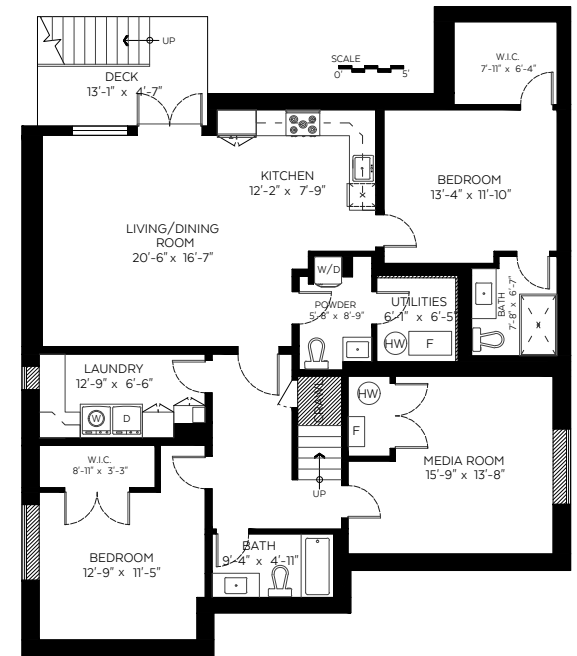 UP
DECK
13'-1" x 4'-7"
SCALE
0' 5'
W.I.C.
7'-11" x 6'-4"
KITCHEN
12'-2" x 7'-9"
BEDROOM
13'-4" x 11'-10"
LIVING/DINING
ROOM
20'-6" x 16'-7"
W/D
POWDER
5'-8" x 8'-9"
UTILITIES
6'-1" x 6'-5"
HW
F
BATH
7'-8" x 6'-7"
LAUNDRY
12'-9" x 6'-6"
W
D
CRAWL
HW
F
UP
MEDIA ROOM
15'-9" x 13'-8"
W.I.C.
8'-11" x 3'-3"
BEDROOM
12'-9" x 11'-5"
BATH
9'-4" x 4'-11"